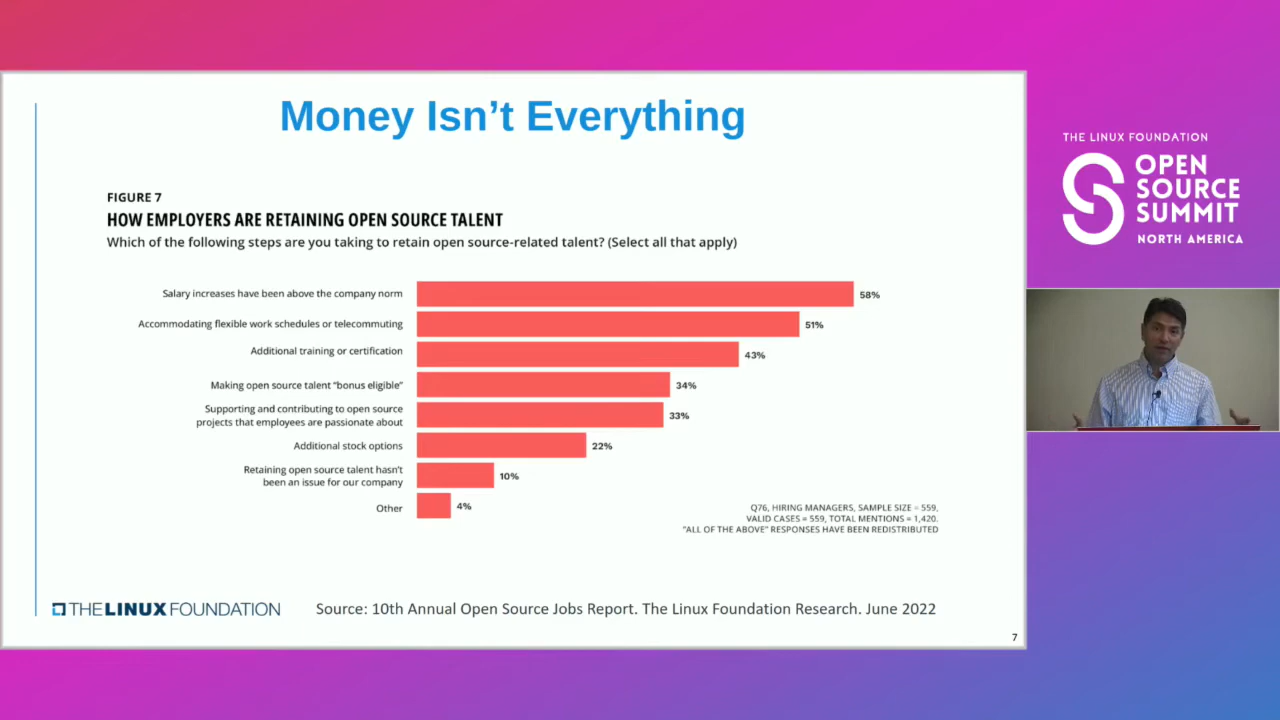 Money Isn’t Everything
FIGURE 7
HOW EMPLOYERS ARE RETAINING OPEN SOURCE TALENT
Which of the following steps are you taking to retain open source-related talent? (Select all that apply)
Salary increases have been above the company norm
58%
Accommodating flexible work schedules or telecommuting
51%
Additional training or certification
43%
Making open source talent “bonus eligible”
34%
Supporting and contributing to open source
projects that employees are passionate about
33%
Additional stock options
22%
Retaining open source talent hasn’t
been an issue for our company
10%
Other
4%
Q76, HIRING MANAGERS, SAMPLE SIZE = 559,
VALID CASES = 559, TOTAL MENTIONS = 1,420.
“ALL OF THE ABOVE” RESPONSES HAVE BEEN REDISTRIBUTED
THE LINUX FOUNDATION
Source: 10th Annual Open Source Jobs Report. The Linux Foundation Research. June 2022
7
THE LINUX FOUNDATION
OPEN
SOURCE
SUMMIT
NORTH AMERICA